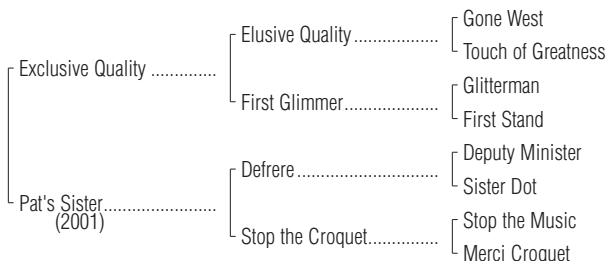 Gone West
Elusive Quality..................
Touch of Greatness
Exclusive Quality .............
Glitterman
First Glimmer....................
First Stand
Deputy Minister
Defrere ..............................
Sister Dot
Pat's Sister......................
(2001)
Stop the Music
Stop the Croquet...............
Merci Croquet